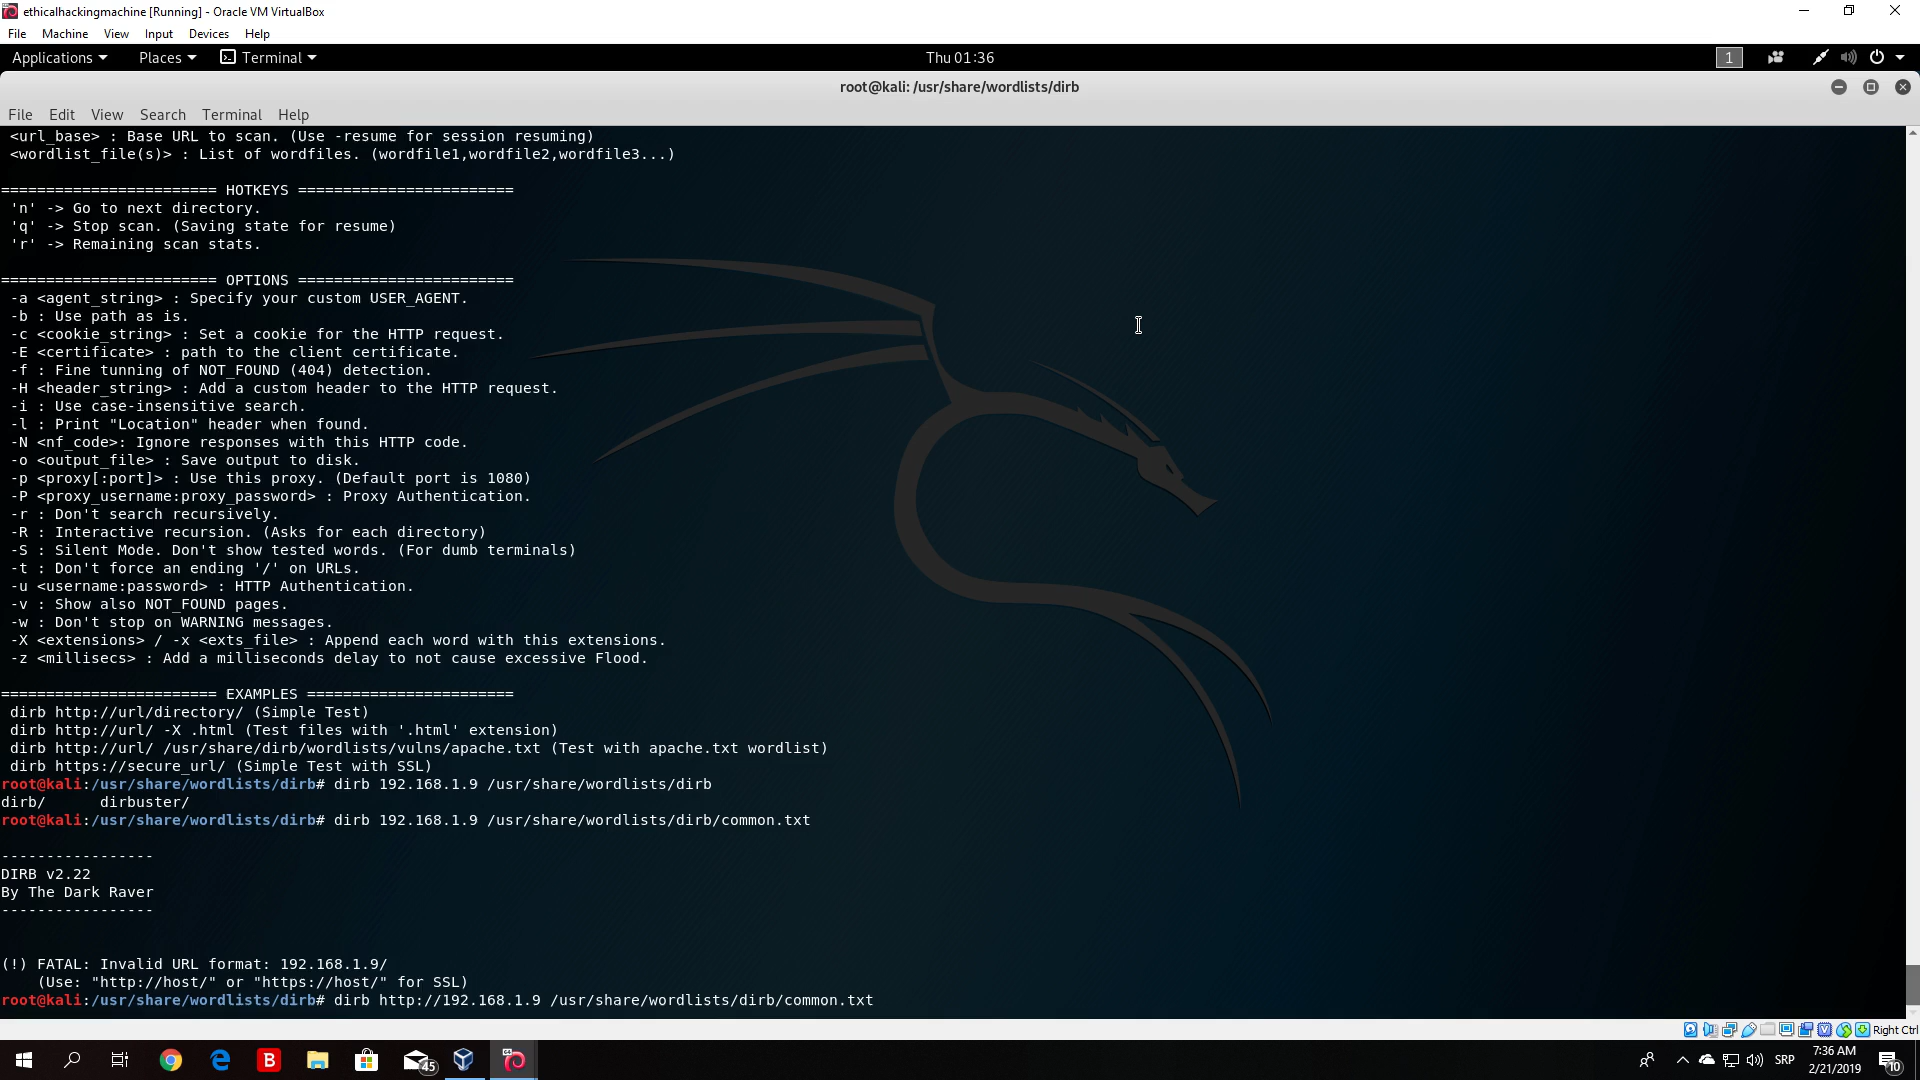 ethicalhackingmachine [Running] - Oracle VM VirtualBox
File Machine View Input Devices Help
Applications Places Terminal Thu 01:36 1
root@kali: /usr/share/wordlists/dirb
File Edit View Search Terminal Help
<url_base> : Base URL to scan. (Use -resume for session resuming)
<wordlist_file(s)> : List of wordfiles. (wordfile1,wordfile2,wordfile3...)
======================== HOTKEYS ========================
'n' -> Go to next directory.
'q' -> Stop scan. (Saving state for resume)
'r' -> Remaining scan stats.
======================== OPTIONS ========================
-a <agent_string> : Specify your custom USER_AGENT.
-b : Use path as is.
-c <cookie_string> : Set a cookie for the HTTP request.
-E <certificate> : path to the client certificate.
-f : Fine tunning of NOT_FOUND (404) detection.
-H <header_string> : Add a custom header to the HTTP request.
-i : Use case-insensitive search.
-l : Print "Location" header when found.
-N <nf_code>: Ignore responses with this HTTP code.
-o <output_file> : Save output to disk.
-p <proxy[:port]> : Use this proxy. (Default port is 1080)
-P <proxy_username:proxy_password> : Proxy Authentication.
-r : Don't search recursively.
-R : Interactive recursion. (Asks for each directory)
-S : Silent Mode. Don't show tested words. (For dumb terminals)
-t : Don't force an ending '/' on URLs.
-u <username:password> : HTTP Authentication.
-v : Show also NOT_FOUND pages.
-w : Don't stop on WARNING messages.
-X <extensions> / -x <exts_file> : Append each word with this extensions.
-z <millisecs> : Add a milliseconds delay to not cause excessive Flood.
======================== EXAMPLES =======================
dirb http://url/directory/ (Simple Test)
dirb http://url/ -X .html (Test files with '.html' extension)
dirb http://url/ /usr/share/dirb/wordlists/vulns/apache.txt (Test with apache.txt wordlist)
dirb https://secure_url/ (Simple Test with SSL)
root@kali:/usr/share/wordlists/dirb# dirb 192.168.1.9 /usr/share/wordlists/dirb
dirb/ dirbuster/
root@kali:/usr/share/wordlists/dirb# dirb 192.168.1.9 /usr/share/wordlists/dirb/common.txt
-----------------
DIRB v2.22
By The Dark Raver
-----------------
(!) FATAL: Invalid URL format: 192.168.1.9/
(Use: "http://host/" or "https://host/" for SSL)
root@kali:/usr/share/wordlists/dirb# dirb http://192.168.1.9 /usr/share/wordlists/dirb/common.txt
Right Ctrl
B 45 64 SRP 7:36 AM
2/21/2019 10